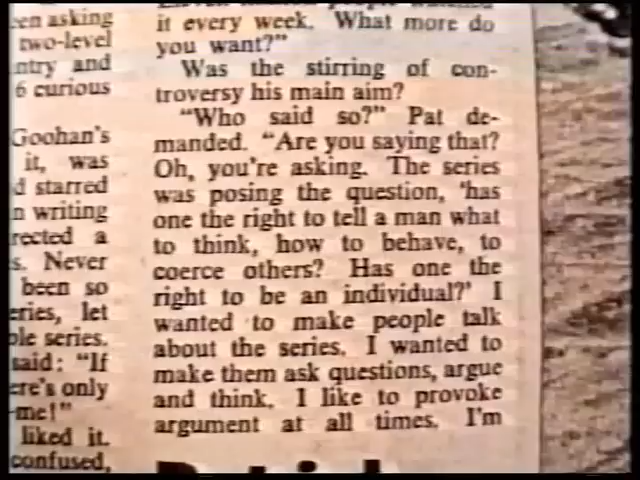 en asking
two-level
ntry and
6 curious
Goohan's
it, was
d starred
n writing
rected a
s. Never
been so
eries, let
ple series.
said: "If
ere's only
me!"
liked it.
confused,
it every week. What more do
you want?"
Was the stirring of con-
troversy his main aim?
"Who said so?" Pat de-
manded. "Are you saying that?
Oh, you're asking. The series
was posing the question, 'has
one the right to tell a man what
to think, how to behave, to
coerce others? Has one the
right to be an individual?' I
wanted to make people talk
about the series. I wanted to
make them ask questions, argue
and think. I like to provoke
argument at all times. I'm